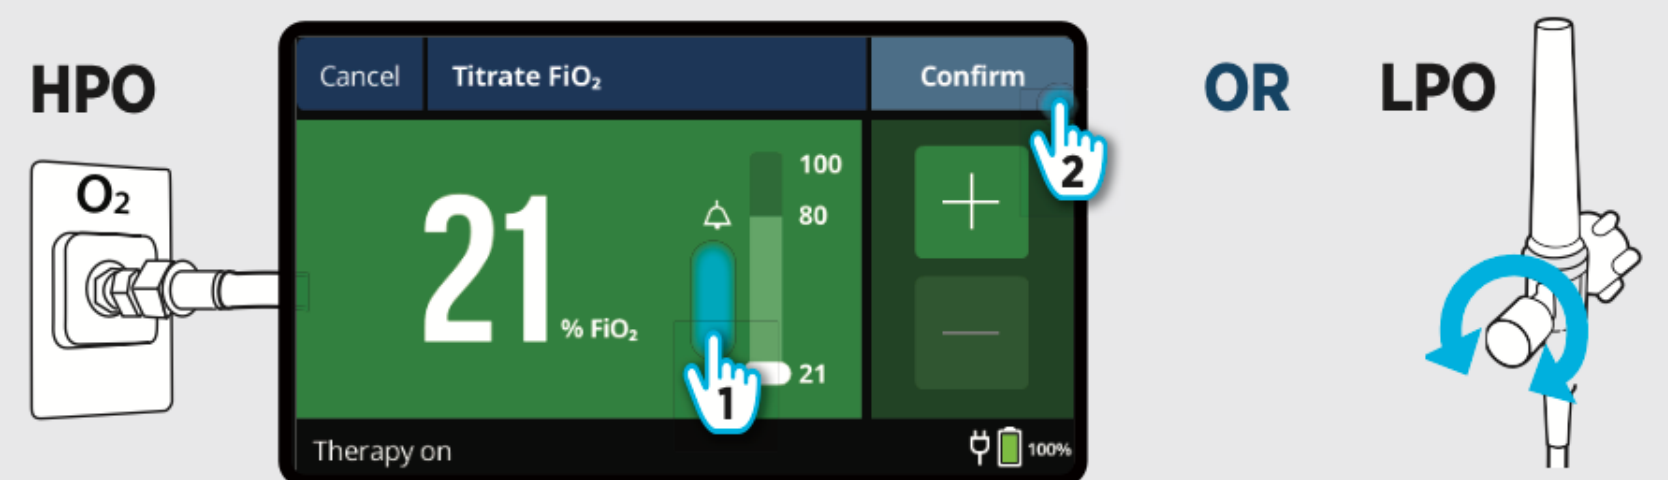 HPO
O₂
Cancel
Titrate FiO₂
Confirm
2
100
80
21
% FiO₂
21
1
Therapy on
100%
OR
LPO